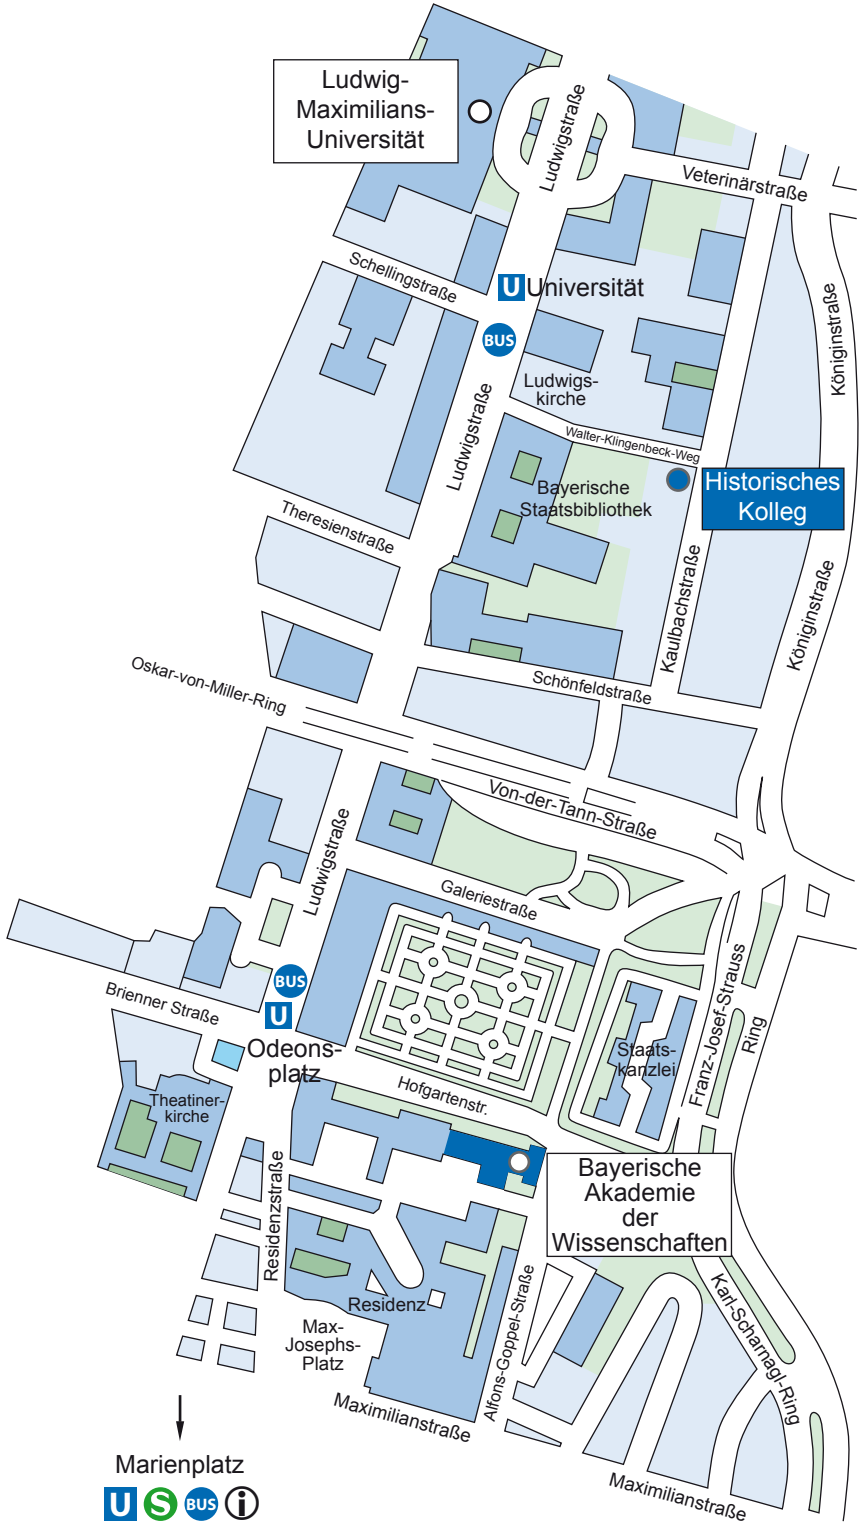 Ludwig-
Maximilians-
Universität
Ludwigstraße
Veterinärstraße
Schellingstraße
U Universität
BUS
Königinstraße
Ludwigs-
kirche
Ludwigstraße
Walter-Klingenbeck-Weg
Historisches
Kolleg
Bayerische
Staatsbibliothek
Theresienstraße
Kaulbachstraße
Königinstraße
Oskar-von-Miller-Ring
Schönfeldstraße
Von-der-Tann-Straße
Ludwigstraße
Galeriestraße
Franz-Josef-Strauss
Ring
BUS
U
Brienner Straße
Odeons-
platz
Staats-
kanzlei
Hofgartenstr.
Theatiner-
kirche
Bayerische
Akademie
der
Wissenschaften
Residenzstraße
Residenz
Max-
Josephs-
Platz
Alfons-Goppel-Straße
Karl-Scharnagl-Ring
Maximilianstraße
Marienplatz
Maximilianstraße
U S BUS i